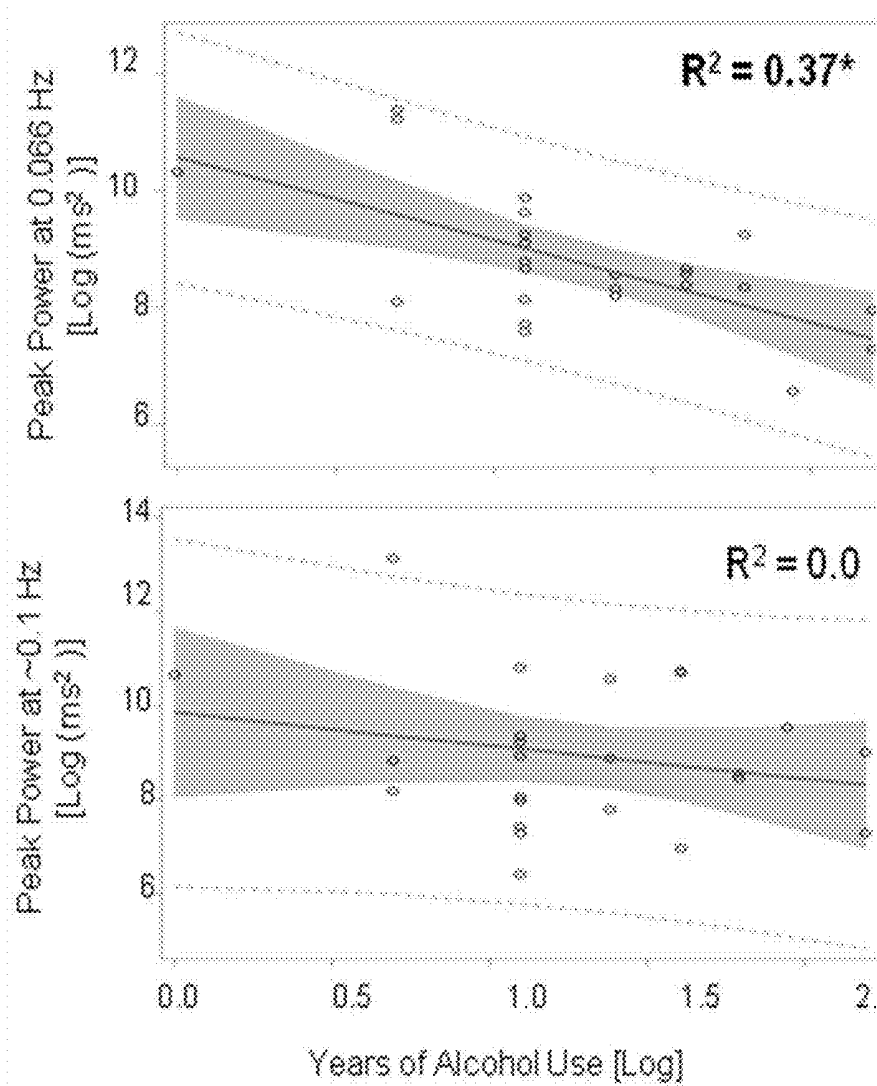 Peak Power at 0.066 Hz
[Log (ms² )]
12
10
8
6
R² = 0.37*
Peak Power at ~0.1 Hz
[Log (ms² )]
14
12
10
8
6
R² = 0.0
0.0 0.5 1.0 1.5 2.
Years of Alcohol Use [Log]